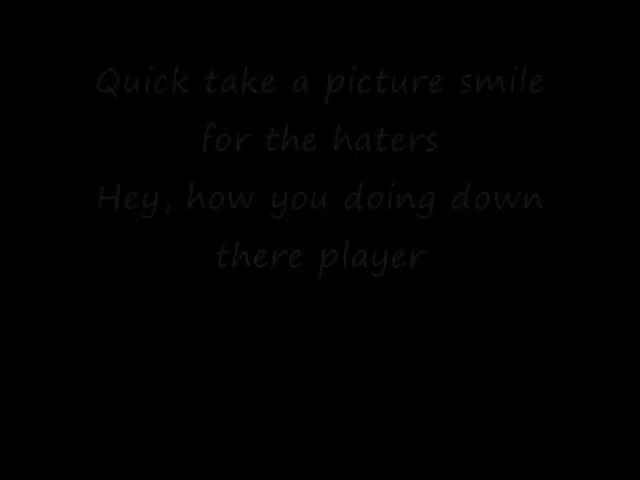 Quick take a picture smile
for the haters
Hey, how you doing down
there player